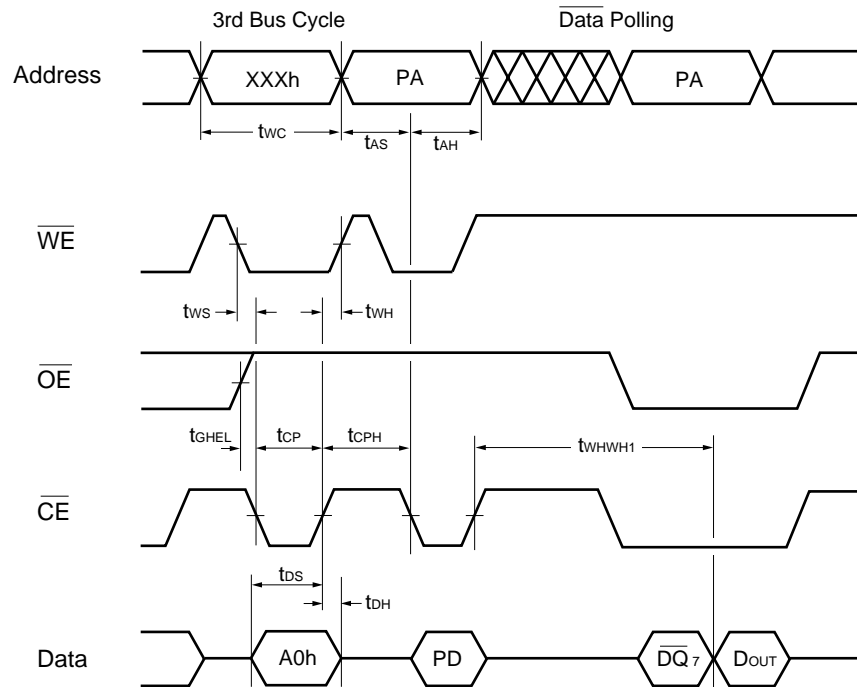 3rd Bus Cycle
Data Polling
Address
XXXh
PA
PA
tWC
tAS
tAH
WE
tWS
tWH
OE
tGHEL
tCP
tCPH
tWHWH1
CE
tDS
tDH
Data
A0h
PD
DQ7
DOUT